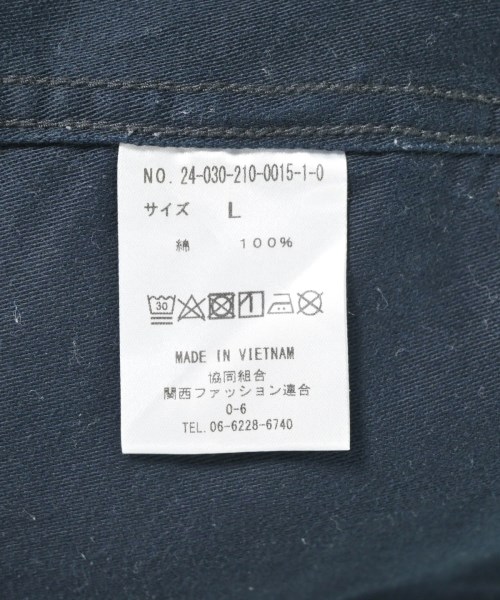 NO. 24-030-210-0015-1-0
サイズ L
綿 100%
30
MADE IN VIETNAM
協同組合
関西ファッション連合
0-6
TEL. 06-6228-6740